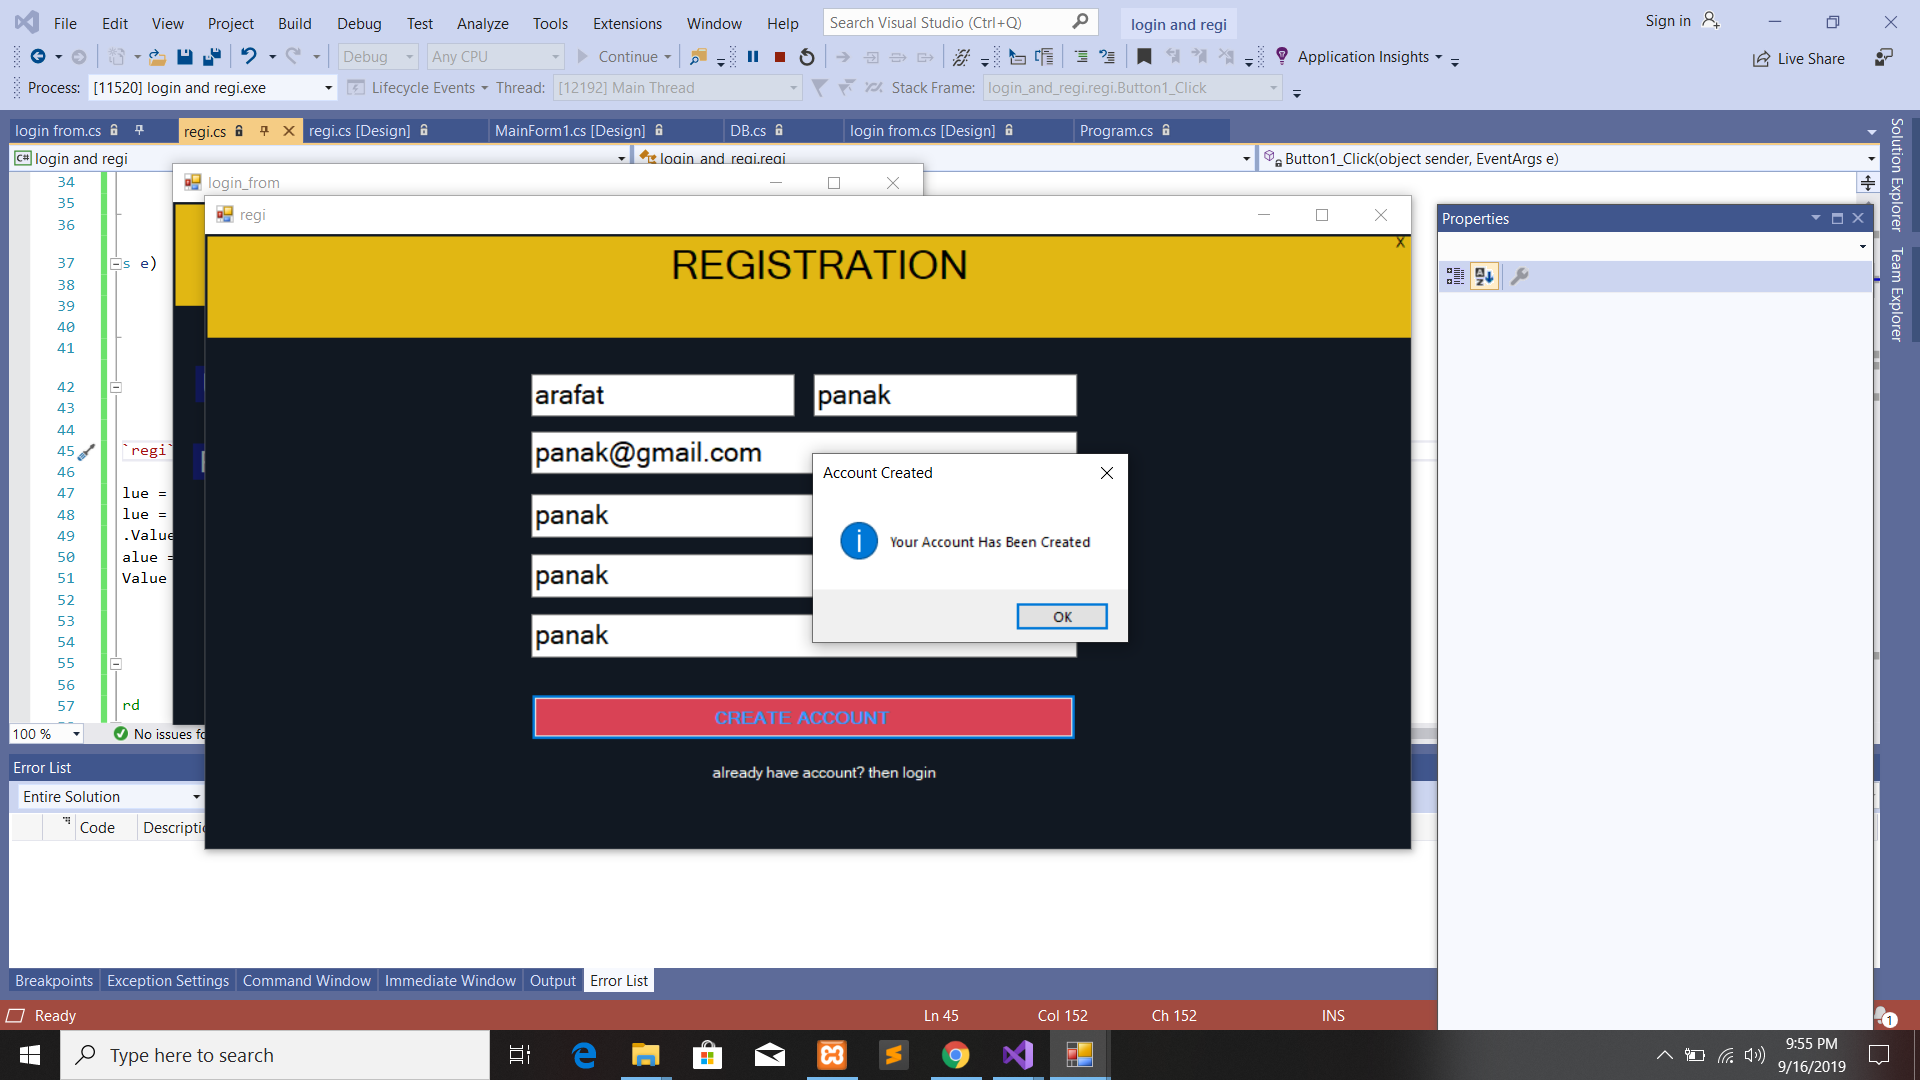 File Edit View Project Build Debug Test Analyze Tools Extensions Window Help Search Visual Studio (Ctrl+Q) login and regi Sign in
Debug Any CPU Continue Application Insights Live Share
Process: [11520] login and regi.exe Lifecycle Events Thread: [12192] Main Thread Stack Frame: login_and_regi.regi.Button1_Click
login from.cs regi.cs regi.cs [Design] MainForm1.cs [Design] DB.cs login from.cs [Design] Program.cs
C# login and regi login_and_regi.regi Button1_Click(object sender, EventArgs e)
Solution Explorer
Team Explorer
login_from
regi
Properties
X
REGISTRATION
34
35
36
37 s e)
38
39
40
41
42
43
44
45 `regi`
46
47 lue =
48 lue =
49 .Value
50 alue =
51 Value
52
53
54
55
56
57 rd
arafat panak
panak@gmail.com
panak
panak
panak
Account Created
Your Account Has Been Created
OK
CREATE ACCOUNT
already have account? then login
100 % No issues fo
Error List
Entire Solution
Code Descriptio
Breakpoints Exception Settings Command Window Immediate Window Output Error List
Ready Ln 45 Col 152 Ch 152 INS 1
Type here to search
9:55 PM
9/16/2019